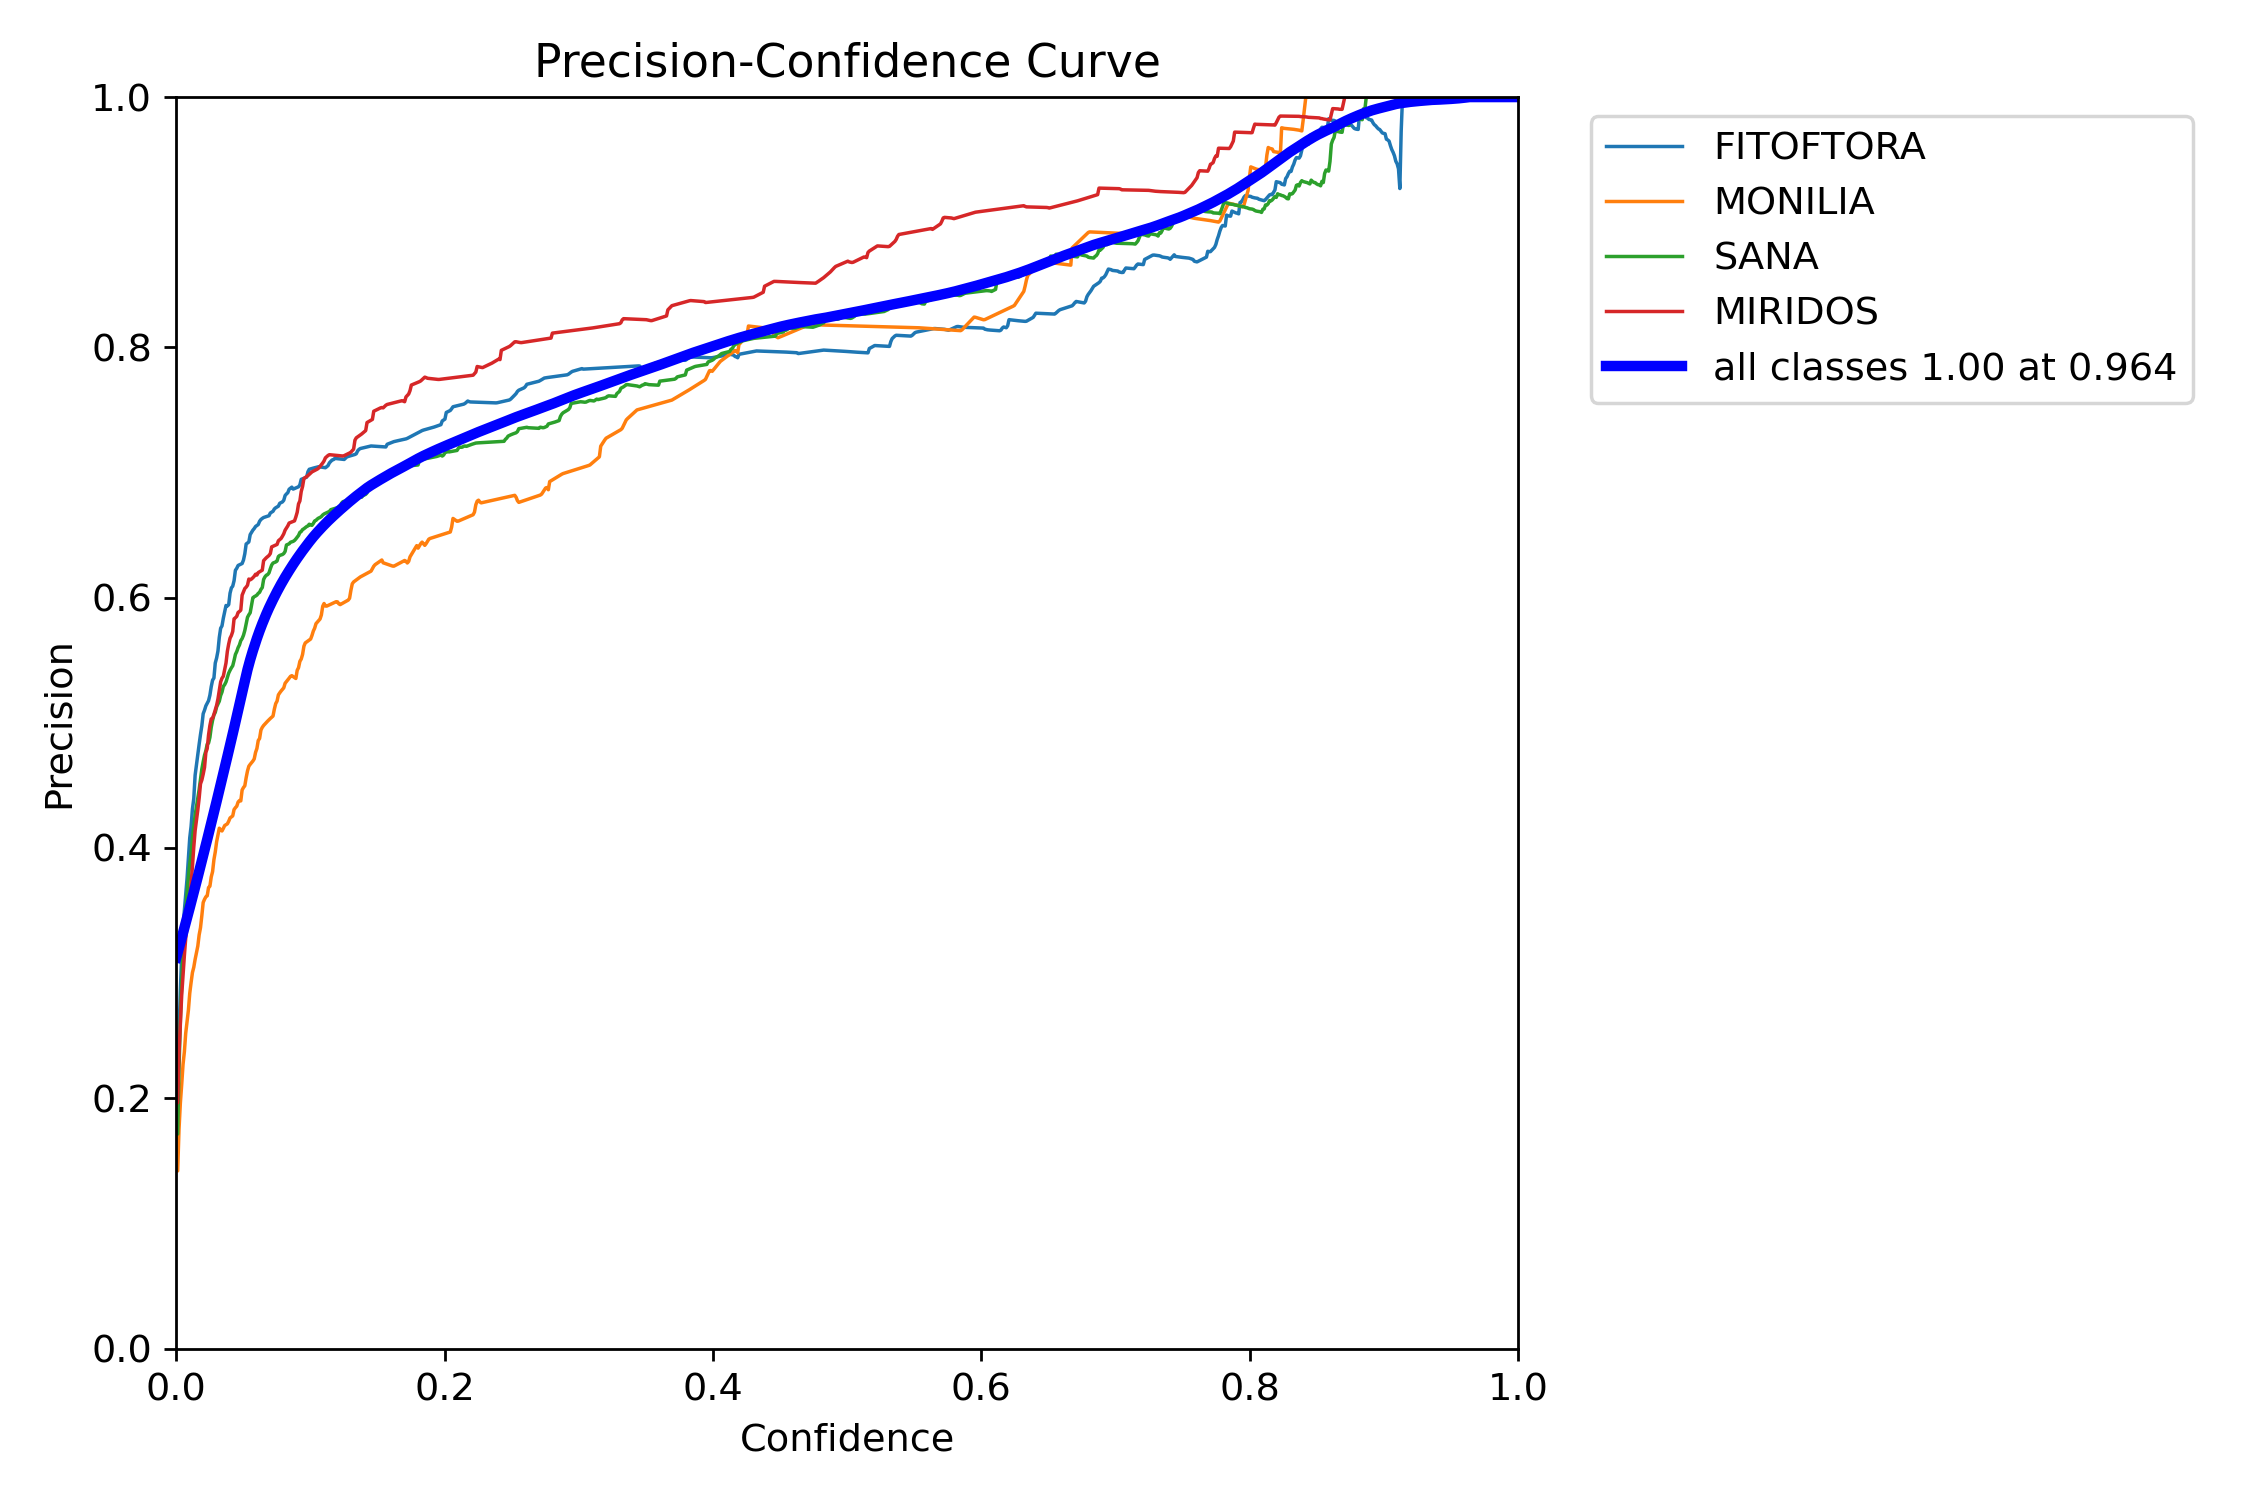 Precision-Confidence Curve
1.0
0.8
0.6
0.4
0.2
0.0
Precision
0.0 0.2 0.4 0.6 0.8 1.0
Confidence
FITOFTORA
MONILIA
SANA
MIRIDOS
all classes 1.00 at 0.964